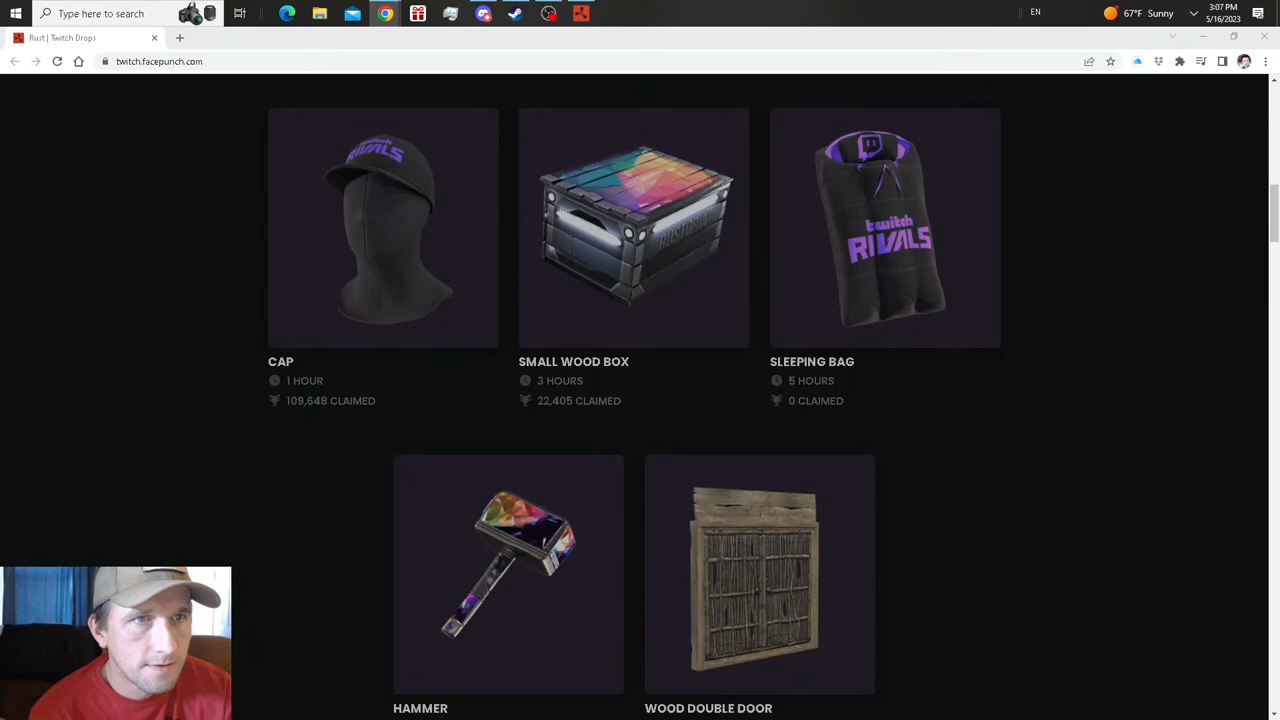 Type here to search
EN
67°F Sunny
3:07 PM
5/16/2023
Rust | Twitch Drops
twitch.facepunch.com
twitch
RIVALS
RUSTORIA
twitch
RIVALS
CAP
1 HOUR
109,648 CLAIMED
SMALL WOOD BOX
3 HOURS
22,405 CLAIMED
SLEEPING BAG
5 HOURS
0 CLAIMED
HAMMER
WOOD DOUBLE DOOR